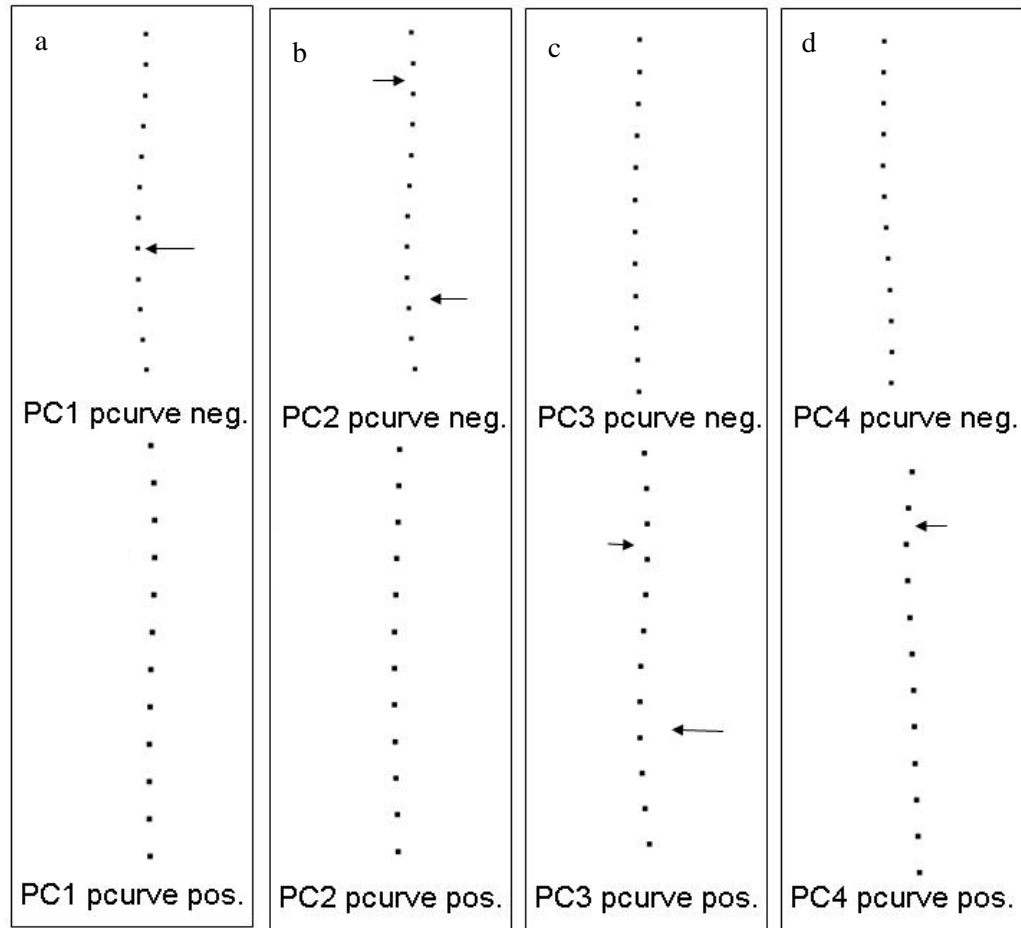 a
PC1 pcurve neg.
PC1 pcurve pos.
b
PC2 pcurve neg.
PC2 pcurve pos.
c
PC3 pcurve neg.
PC3 pcurve pos.
d
PC4 pcurve neg.
PC4 pcurve pos.